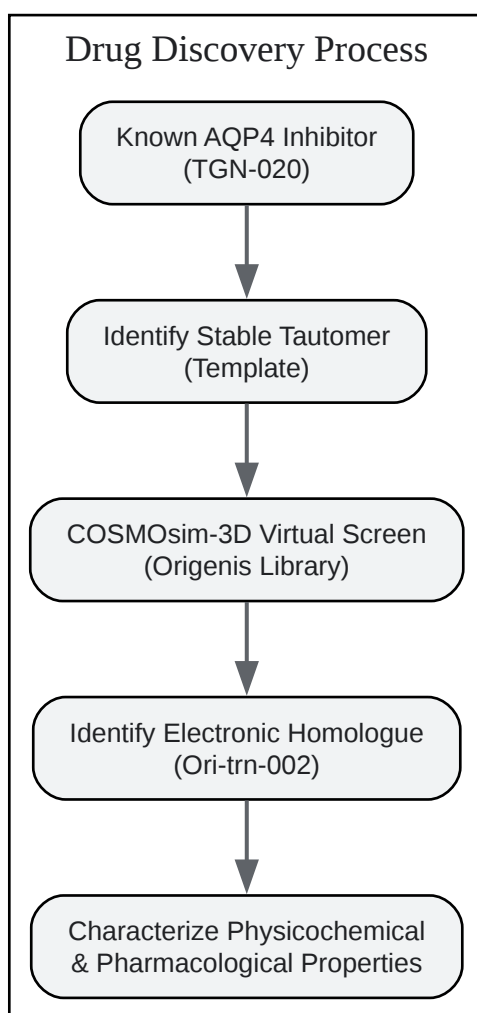 Drug Discovery Process
Known AQP4 Inhibitor
(TGN-020)
Identify Stable Tautomer
(Template)
COSMOsim-3D Virtual Screen
(Origenis Library)
Identify Electronic Homologue
(Ori-trn-002)
Characterize Physicochemical
& Pharmacological Properties